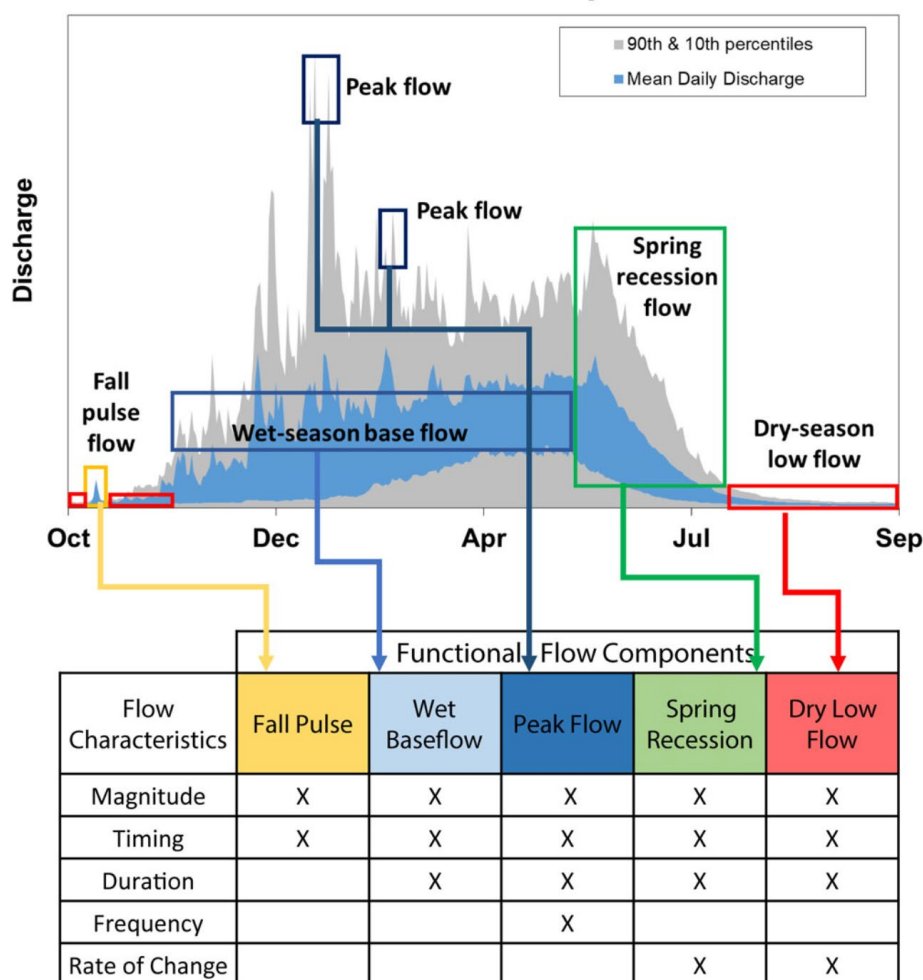 90th & 10th percentiles
Mean Daily Discharge
Peak flow
Peak flow
Discharge
Spring
recession
flow
Fall
pulse
flow
Wet-season base flow
Dry-season
low flow
Oct Dec Apr Jul Sep
Functional Flow Components
Flow Characteristics Fall Pulse Wet Baseflow Peak Flow Spring Recession Dry Low Flow
Magnitude X X X X X
Timing X X X X X
Duration X X X X
Frequency X
Rate of Change X X